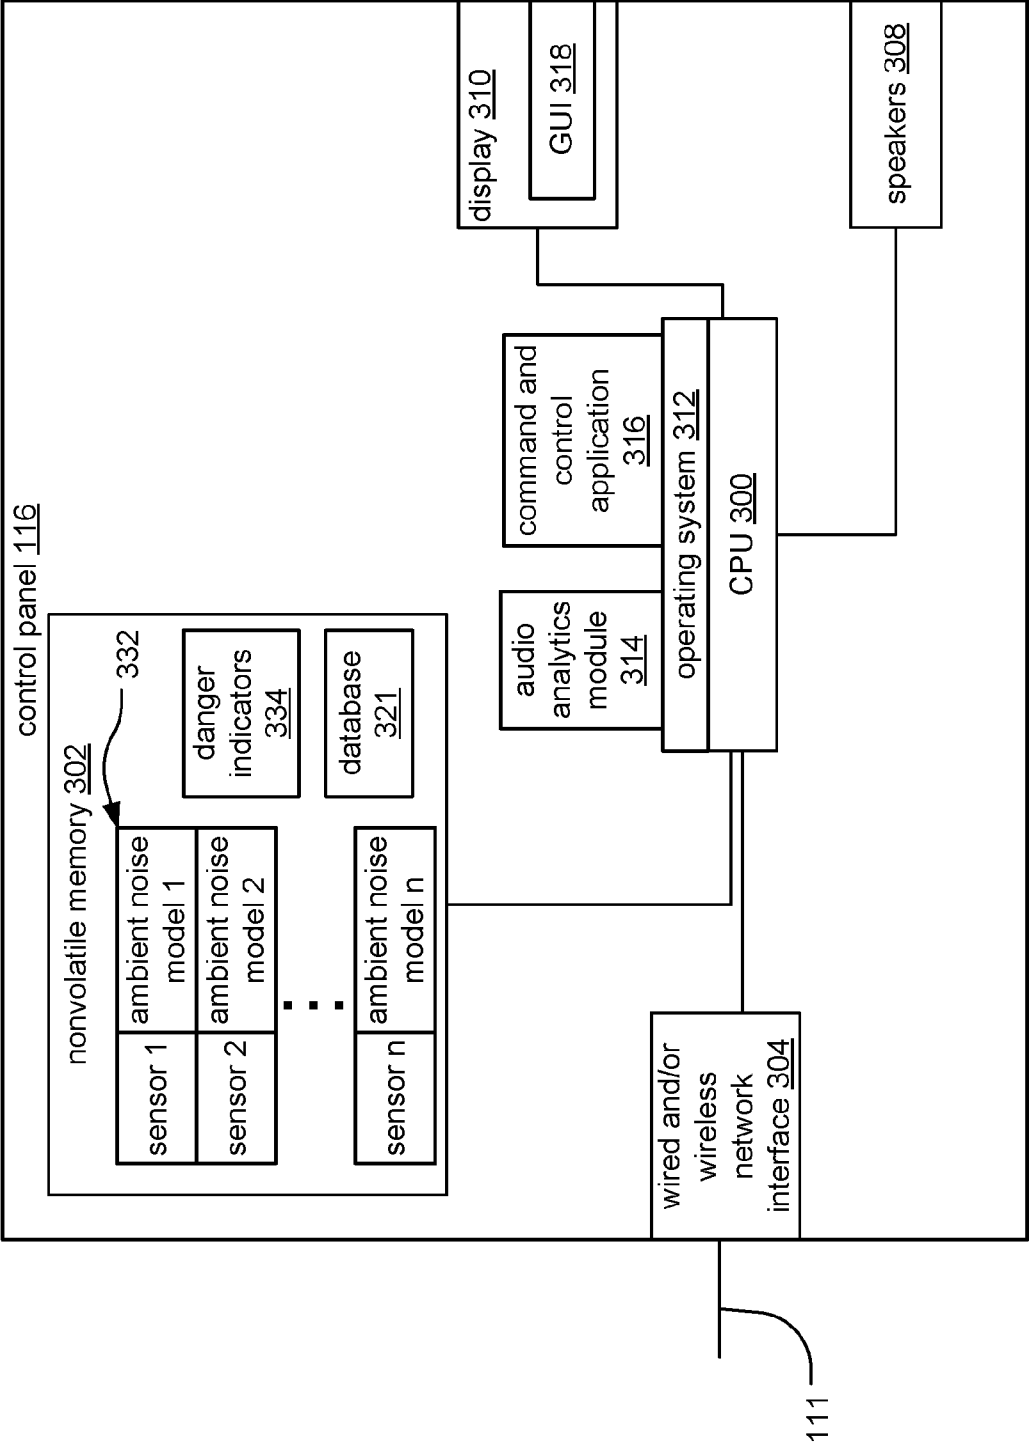 control panel 116
nonvolatile memory 302
332
sensor 1
ambient noise
model 1
sensor 2
ambient noise
model 2
sensor n
ambient noise
model n
danger
indicators
334
database
321
audio
analytics
module
314
command and
control
application
316
operating system 312
CPU 300
display 310
GUI 318
speakers 308
wired and/or
wireless
network
interface 304
111